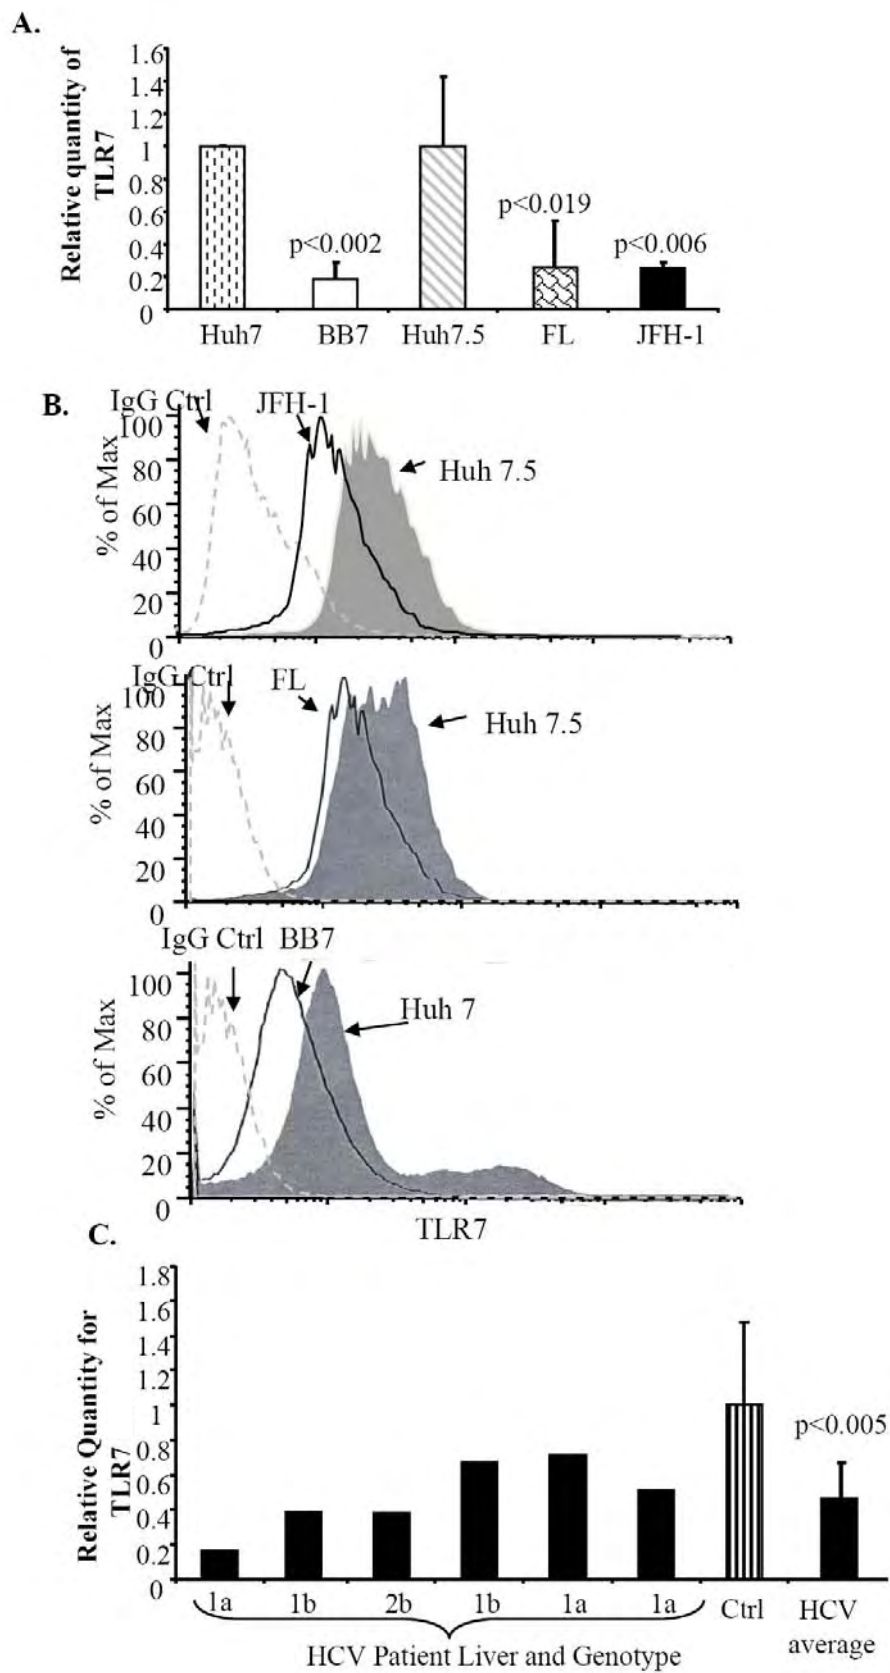 A.
Relative quantity of
TLR7
1.6
1.4
1.2
1
0.8
0.6
0.4
0.2
0
p<0.002
p<0.019
p<0.006
Huh7 BB7 Huh7.5 FL JFH-1
B.
IgG Ctrl JFH-1
% of Max
100
80
60
40
20
0
Huh 7.5
IgG Ctrl FL
% of Max
100
80
60
40
20
0
Huh 7.5
IgG Ctrl BB7
% of Max
100
80
60
40
20
0
Huh 7
TLR7
C.
Relative Quantity for
TLR7
1.8
1.6
1.4
1.2
1
0.8
0.6
0.4
0.2
0
p<0.005
1a 1b 2b 1b 1a 1a Ctrl HCV
average
HCV Patient Liver and Genotype